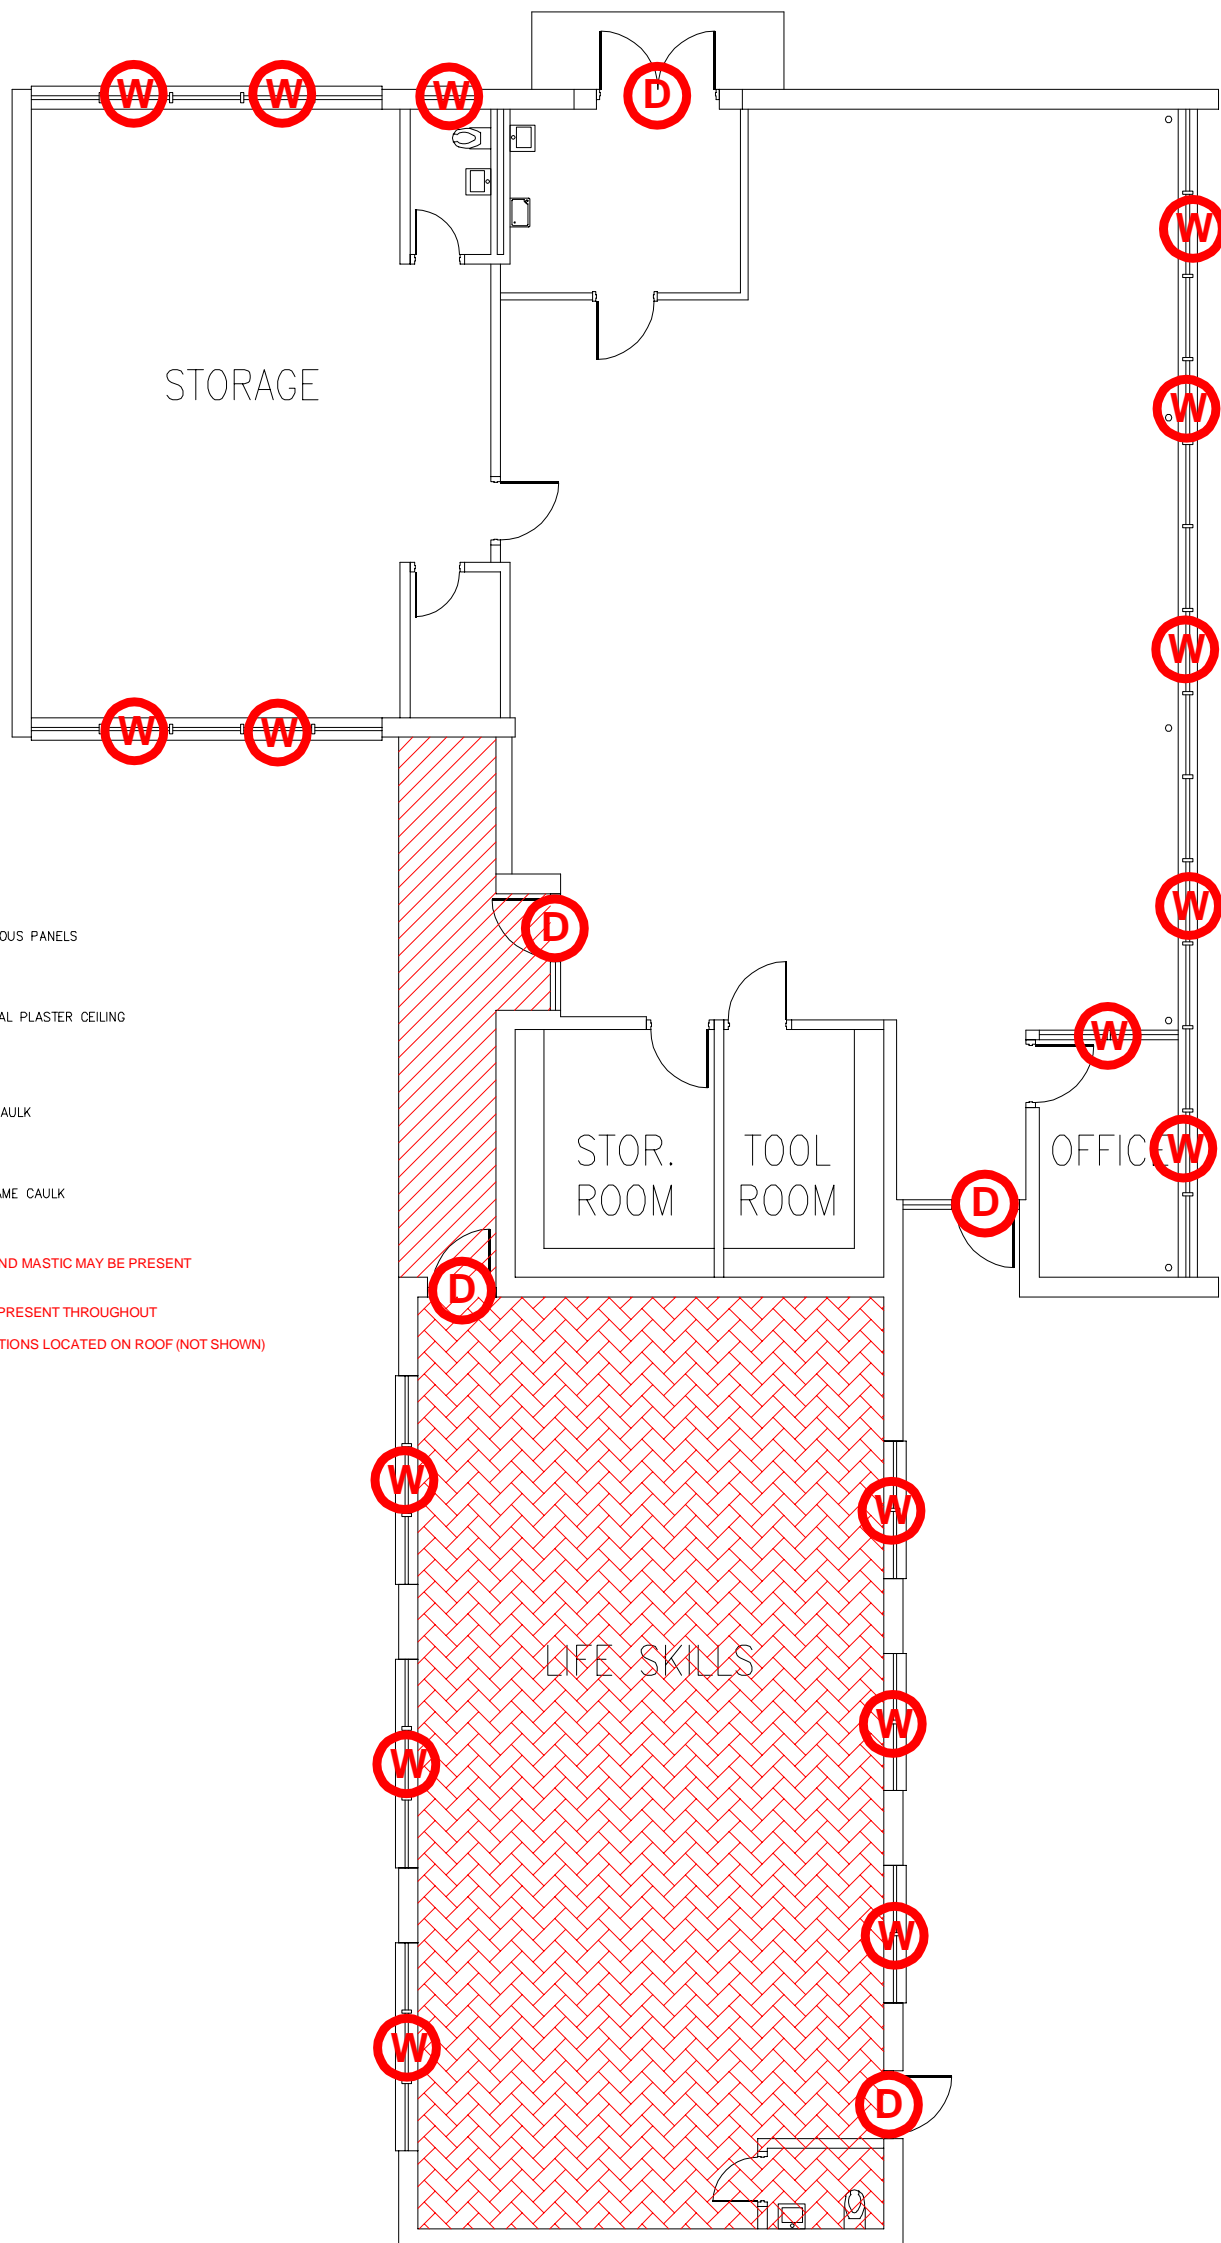 W W W D
W
STORAGE
W
W
W W
W
D
OUS PANELS
AL PLASTER CEILING
W
AULK
STOR.
ROOM
TOOL
ROOM
OFFICE
W
AME CAULK
D
ND MASTIC MAY BE PRESENT
D
PRESENT THROUGHOUT
TIONS LOCATED ON ROOF (NOT SHOWN)
W
W
LIFE SKILLS
W
W
W
W
D